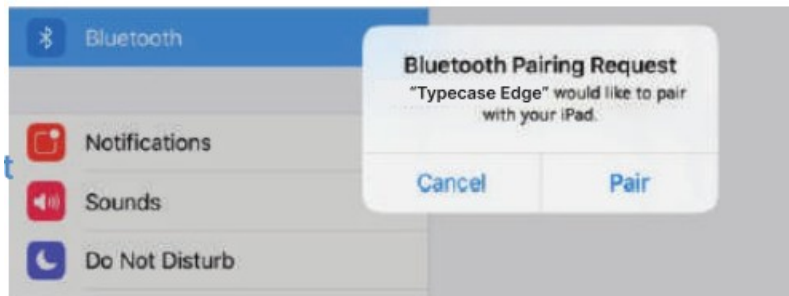 Bluetooth
Bluetooth Pairing Request
"Typecase Edge" would like to pair
with your iPad.
Cancel Pair
Notifications
t
Sounds
Do Not Disturb